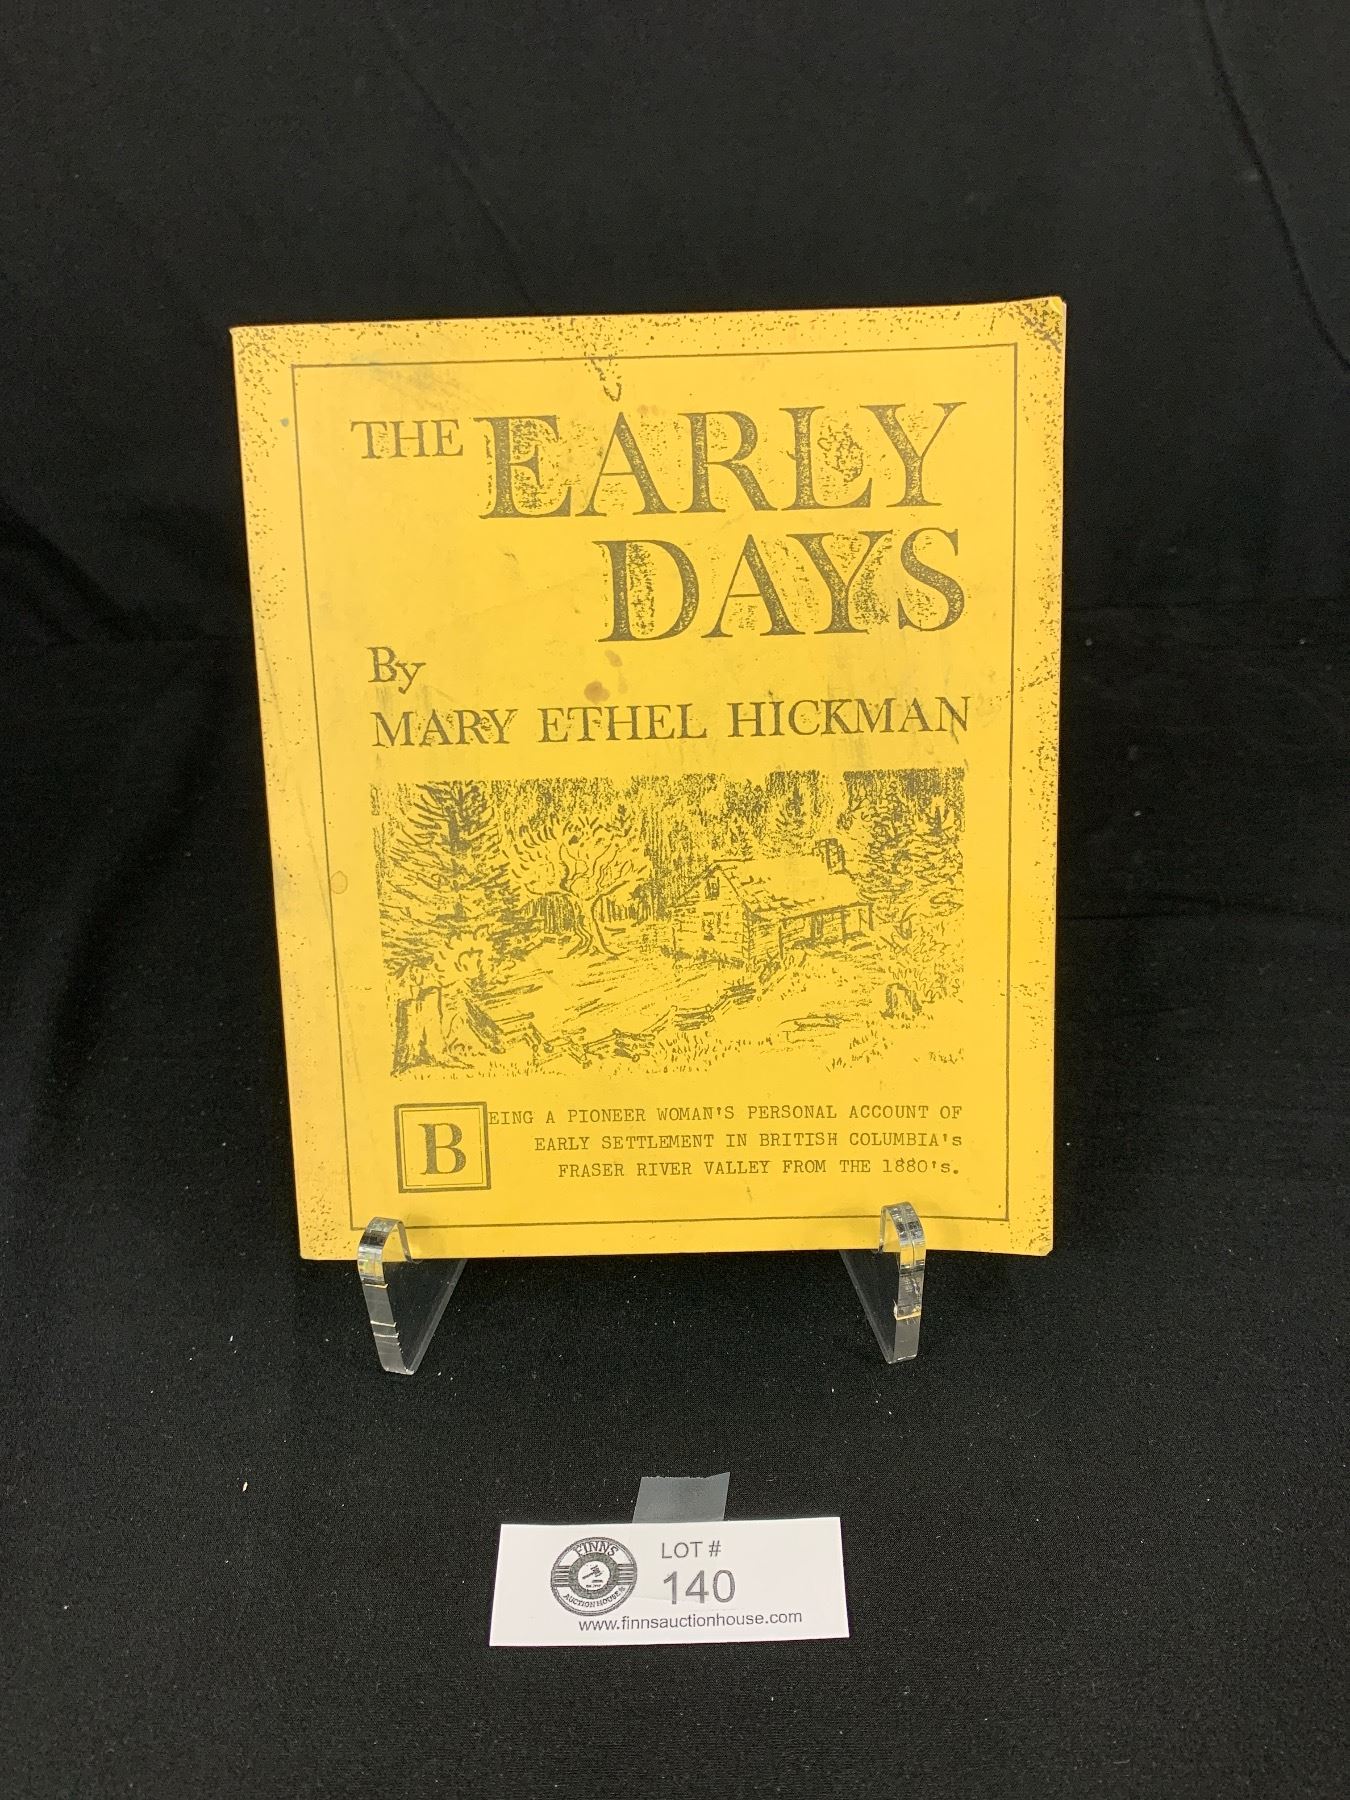 THE EARLY
DAYS
By
MARY ETHEL HICKMAN
BEING A PIONEER WOMAN'S PERSONAL ACCOUNT OF
EARLY SETTLEMENT IN BRITISH COLUMBIA's
FRASER RIVER VALLEY FROM THE 1880's.
FINNS
AUCTION HOUSE
LOT #
140
www.finnsauctionhouse.com